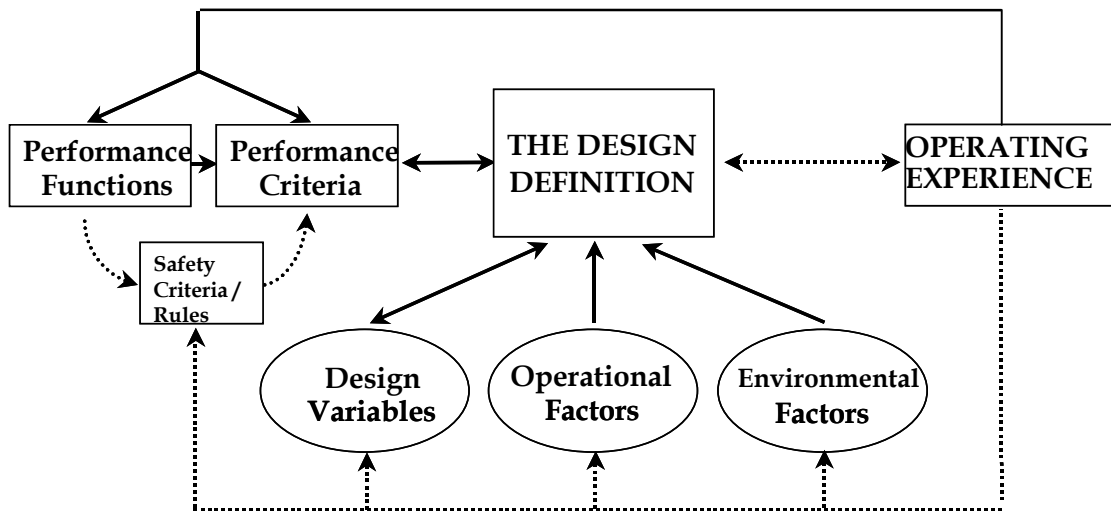 Performance
Functions
Performance
Criteria
THE DESIGN
DEFINITION
OPERATING
EXPERIENCE
Safety
Criteria /
Rules
Design
Variables
Operational
Factors
Environmental
Factors